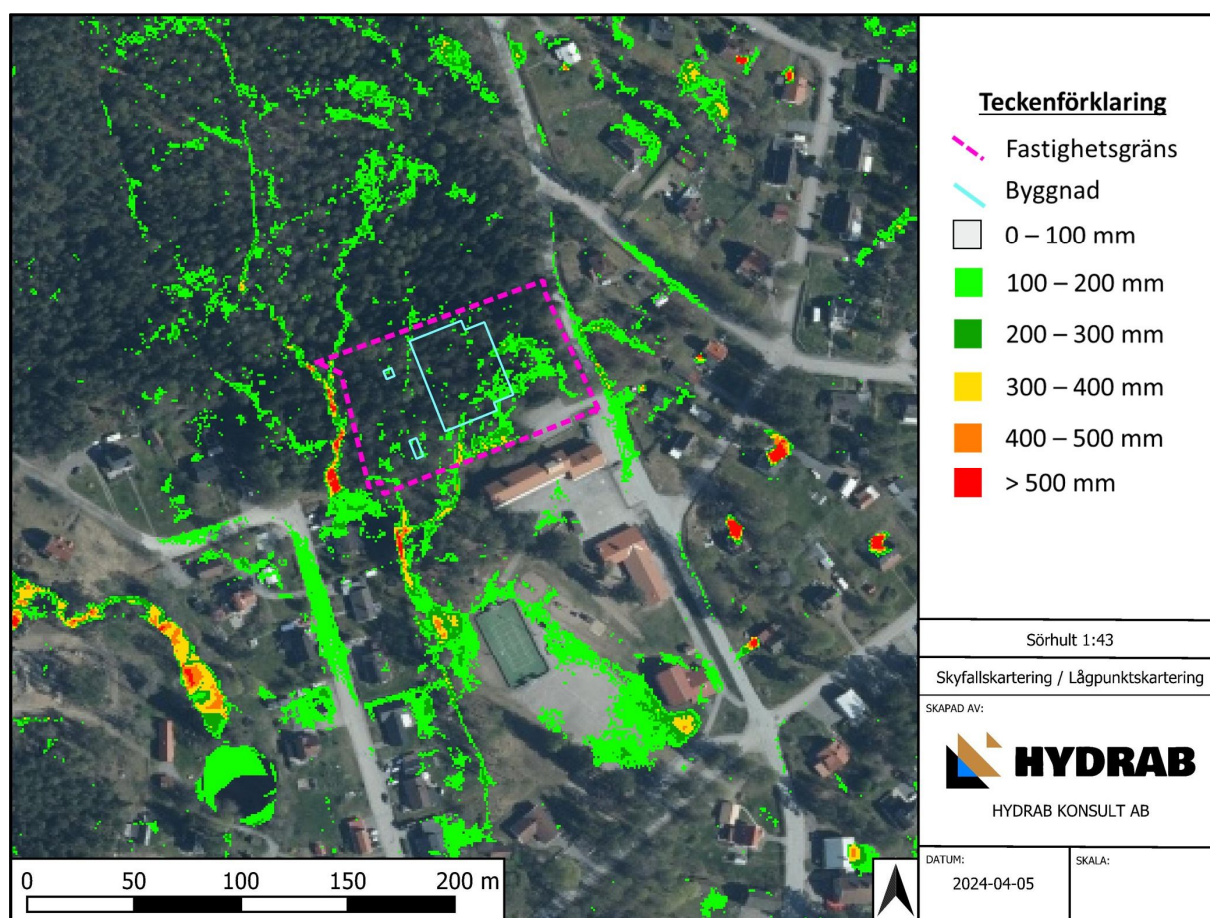 Teckenförklaring
Fastighetsgräns
Byggnad
0 – 100 mm
100 – 200 mm
200 – 300 mm
300 – 400 mm
400 – 500 mm
> 500 mm
Sörhult 1:43
Skyfallskartering / Lågpunktskartering
SKAPAD AV:
HYDRAB
HYDRAB KONSULT AB
DATUM:
2024-04-05
SKALA:
0 50 100 150 200 m